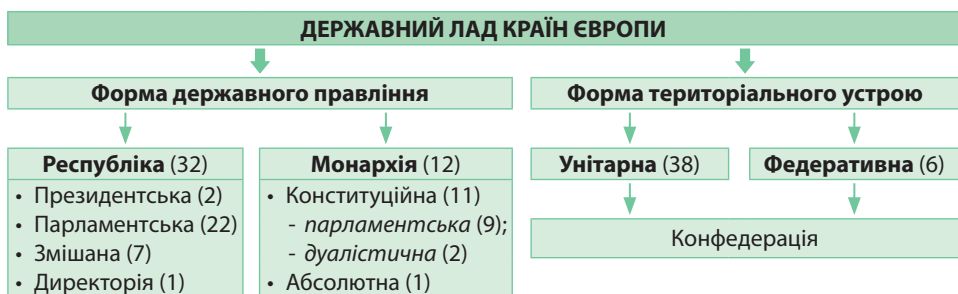 ДЕРЖАВНИЙ ЛАД КРАЇН ЄВРОПИ
Форма державного правління
Форма територіального устрою
Республіка (32)
• Президентська (2)
• Парламентська (22)
• Змішана (7)
• Директорія (1)
Монархія (12)
• Конституційна (11)
- парламентська (9);
- дуалістична (2)
• Абсолютна (1)
Унітарна (38)
Федеративна (6)
Конфедерація